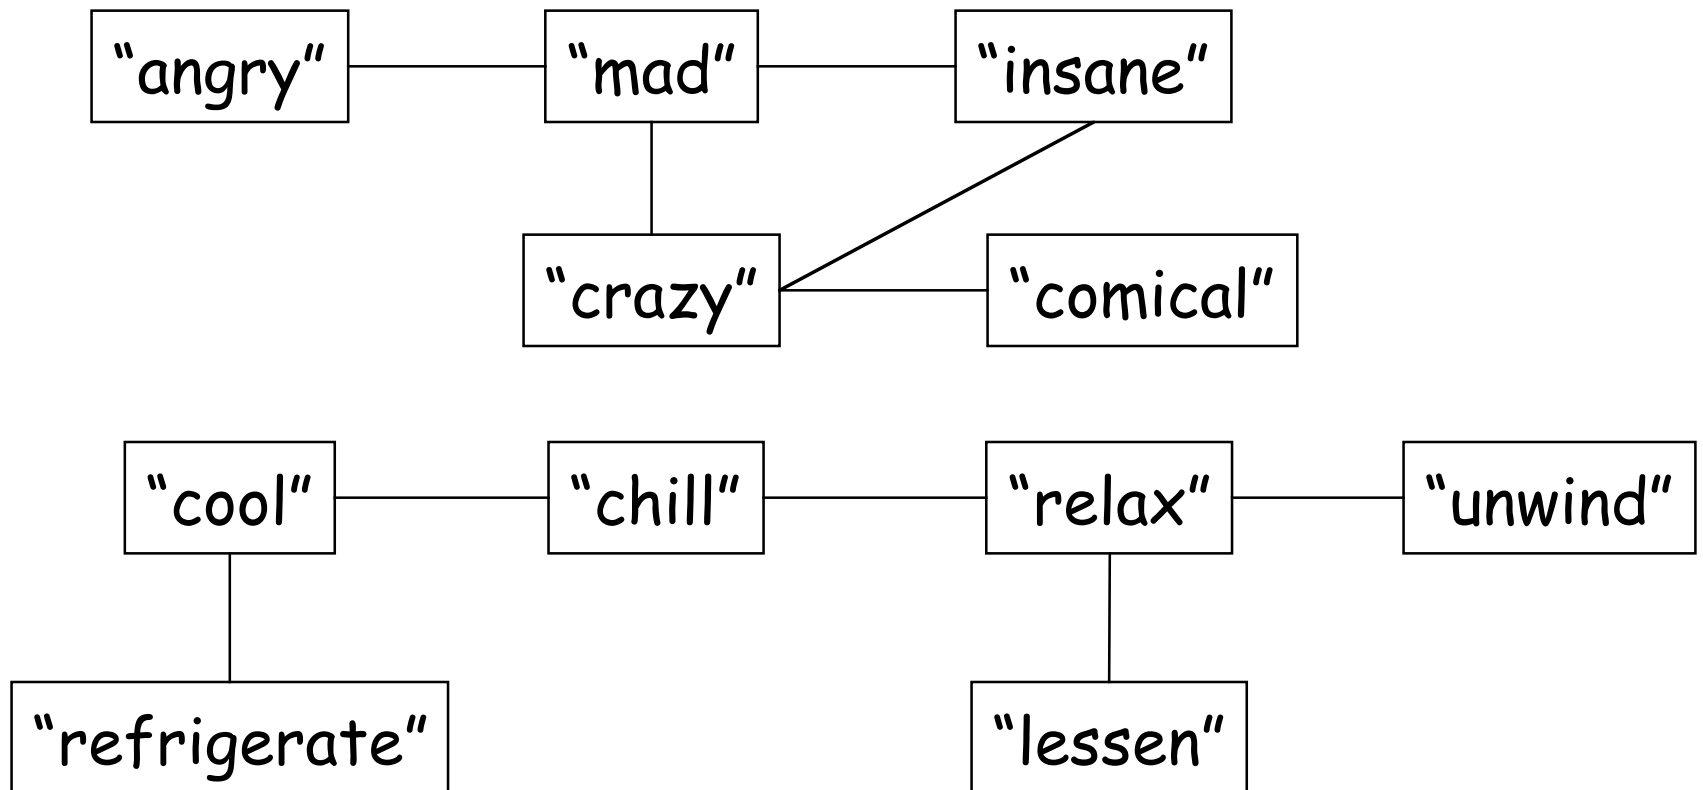 “angry” “mad” “insane”
“crazy” “comical”
“cool” “chill” “relax” “unwind”
“refrigerate” “lessen”